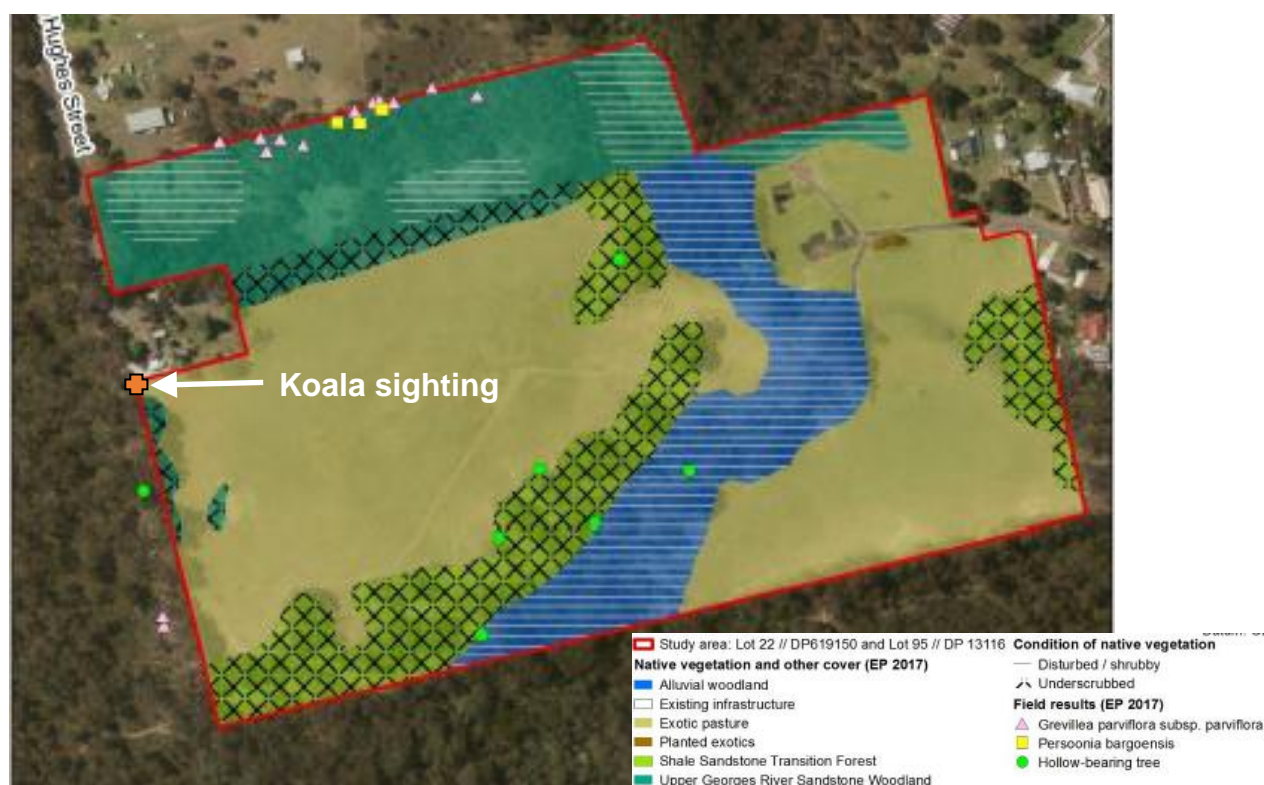 Hughes Street
Koala sighting
Study area: Lot 22 // DP619150 and Lot 95 // DP 13116
Native vegetation and other cover (EP 2017)
Alluvial woodland
Existing infrastructure
Exotic pasture
Planted exotics
Shale Sandstone Transition Forest
Upper Georges River Sandstone Woodland
Condition of native vegetation
Disturbed / shrubby
Underscrubbed
Field results (EP 2017)
Grevillea parviflora subsp. parviflora
Persoonia bargoensis
Hollow-bearing tree